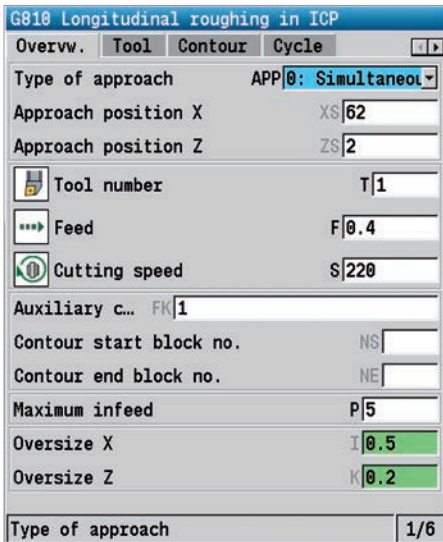 G810 Longitudinal roughing in ICP
Overvw. Tool Contour Cycle
Type of approach APP 0: Simultaneou
Approach position X XS 62
Approach position Z ZS 2
Tool number T 1
Feed F 0.4
Cutting speed S 220
Auxiliary c… FK 1
Contour start block no. NS
Contour end block no. NE
Maximum infeed P 5
Oversize X I 0.5
Oversize Z K 0.2
Type of approach 1/6